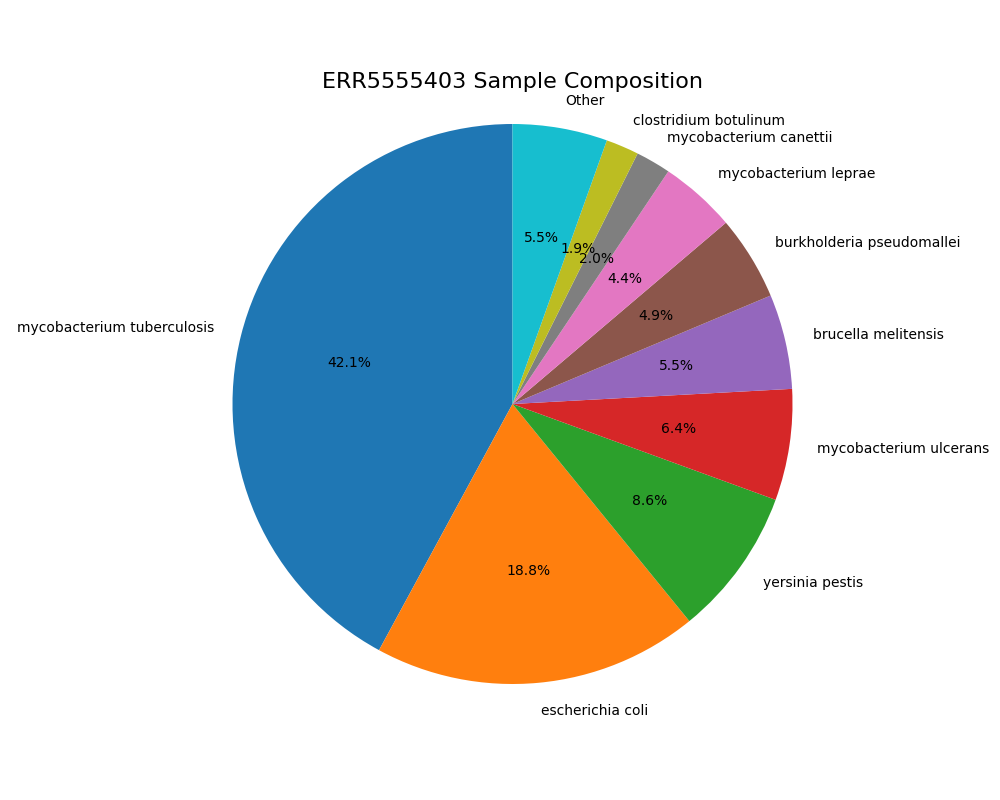 ERR5555403 Sample Composition
Other
clostridium botulinum
mycobacterium canettii
mycobacterium leprae
burkholderia pseudomallei
brucella melitensis
mycobacterium ulcerans
yersinia pestis
escherichia coli
mycobacterium tuberculosis
5.5%
1.9%
2.0%
4.4%
4.9%
5.5%
6.4%
8.6%
18.8%
42.1%